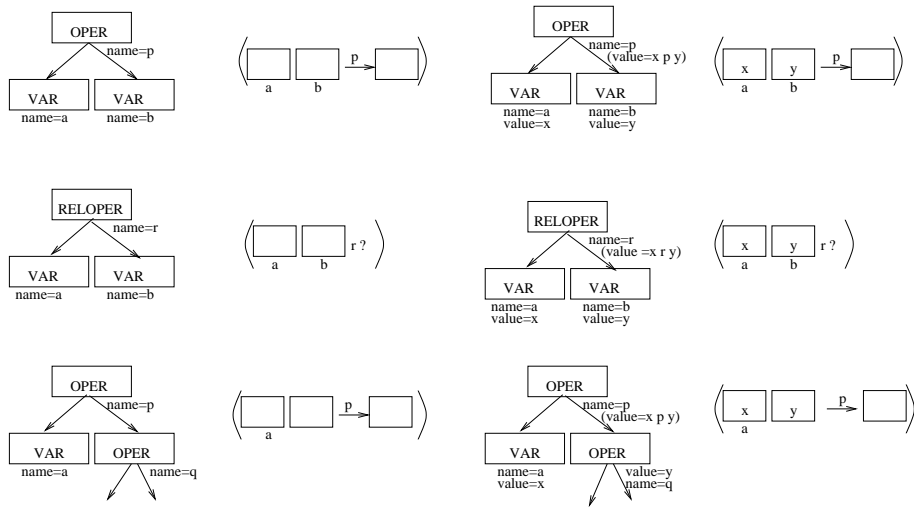 OPER
name=p
VAR VAR
name=a name=b
p
a b
OPER
name=p
(value=x p y)
VAR VAR
name=a name=b
value=x value=y
x y p
a b
RELOPER
name=r
VAR VAR
name=a name=b
r ?
a b
RELOPER
name=r
(value =x r y)
VAR VAR
name=a name=b
value=x value=y
x y r ?
a b
OPER
name=p
VAR OPER
name=a name=q
p
a
OPER
name=p
(value=x p y)
VAR OPER
name=a value=y
value=x name=q
x y p
a